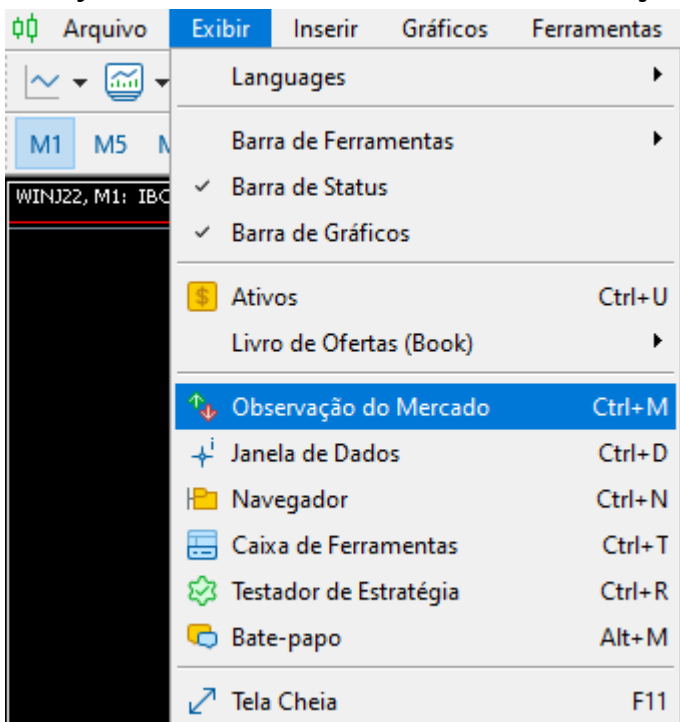 Arquivo Exibir Inserir Gráficos Ferramentas
Languages
M1 M5
Barra de Ferramentas
WINJ22, M1: IBO
Barra de Status
Barra de Gráficos
$ Ativos Ctrl+U
Livro de Ofertas (Book)
Observação do Mercado Ctrl+M
Janela de Dados Ctrl+D
Navegador Ctrl+N
Caixa de Ferramentas Ctrl+T
Testador de Estratégia Ctrl+R
Bate-papo Alt+M
Tela Cheia F11